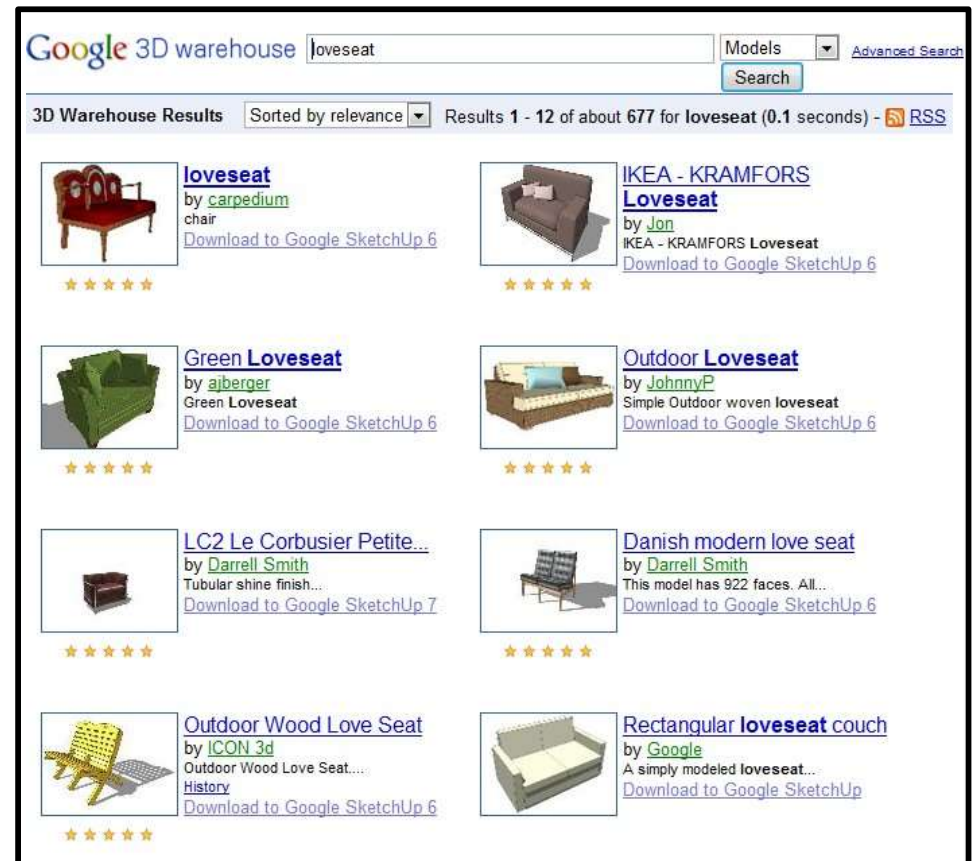 Google 3D warehouse loveseat Models Advanced Search
Search
3D Warehouse Results Sorted by relevance Results 1 - 12 of about 677 for loveseat (0.1 seconds) - RSS
loveseat
by carpedium
chair
Download to Google SketchUp 6
IKEA - KRAMFORS
Loveseat
by Jon
IKEA - KRAMFORS Loveseat
Download to Google SketchUp 6
Green Loveseat
by ajberger
Green Loveseat
Download to Google SketchUp 6
Outdoor Loveseat
by JohnnyP
Simple Outdoor woven loveseat
Download to Google SketchUp 6
LC2 Le Corbusier Petite...
by Darrell Smith
Tubular shine finish...
Download to Google SketchUp 7
Danish modern love seat
by Darrell Smith
This model has 922 faces. All...
Download to Google SketchUp 6
Outdoor Wood Love Seat
by ICON 3d
Outdoor Wood Love Seat....
History
Download to Google SketchUp 6
Rectangular loveseat couch
by Google
A simply modeled loveseat...
Download to Google SketchUp